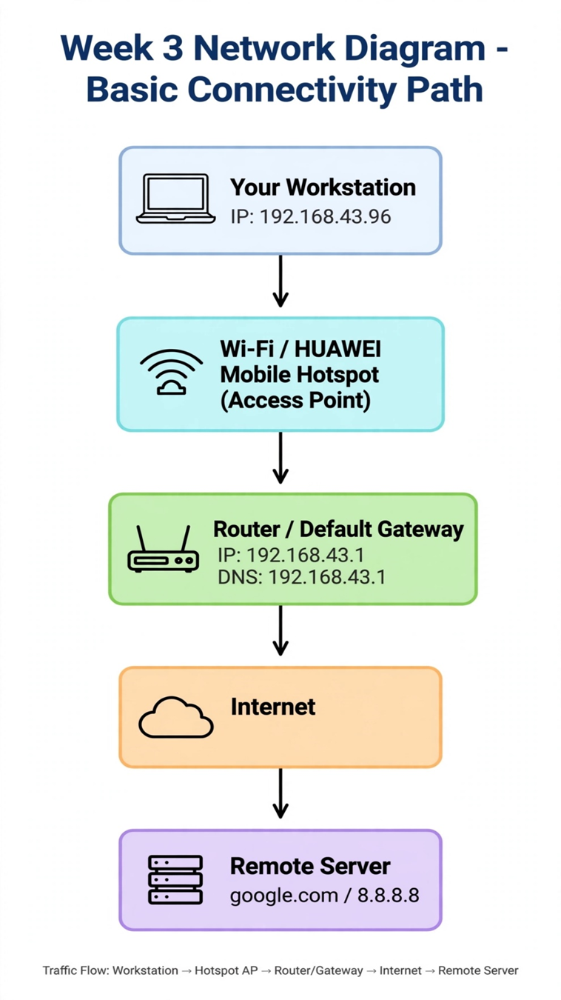 Week 3 Network Diagram -
Basic Connectivity Path
Your Workstation
IP: 192.168.43.96
Wi-Fi / HUAWEI
Mobile Hotspot
(Access Point)
Router / Default Gateway
IP: 192.168.43.1
DNS: 192.168.43.1
Internet
Remote Server
google.com / 8.8.8.8
Traffic Flow: Workstation → Hotspot AP → Router/Gateway → Internet → Remote Server